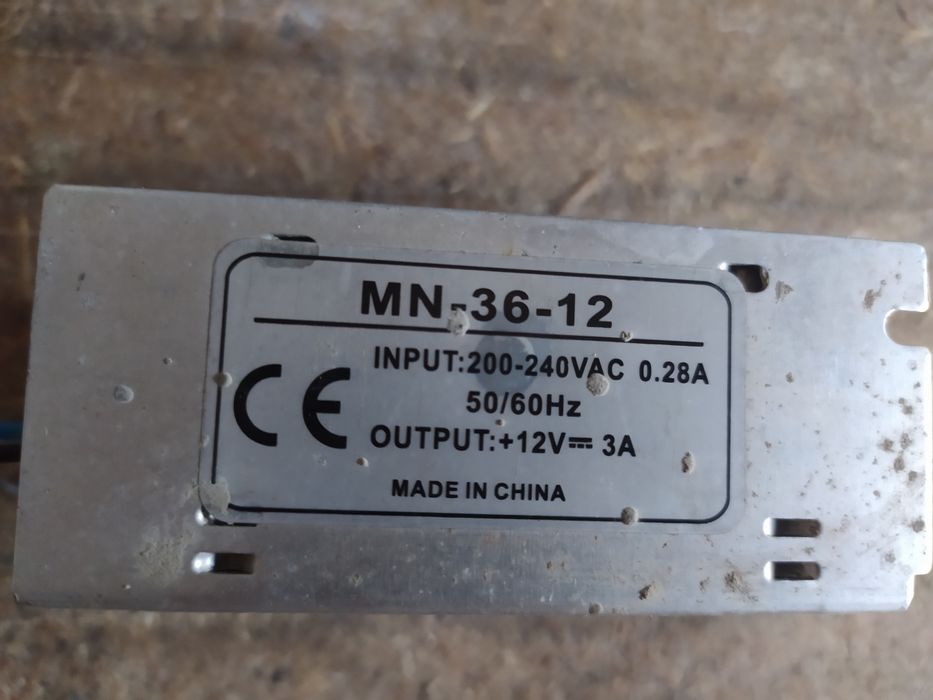 MN-36-12
INPUT:200-240VAC 0.28A
50/60Hz
CE
OUTPUT:+12V⎓ 3A
MADE IN CHINA